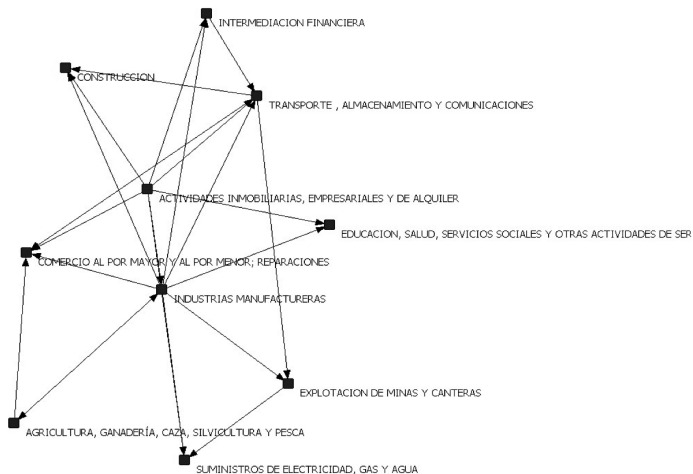 INTERMEDIACION FINANCIERA
CONSTRUCCION
TRANSPORTE , ALMACENAMIENTO Y COMUNICACIONES
ACTIVIDADES INMOBILIARIAS, EMPRESARIALES Y DE ALQUILER
EDUCACION, SALUD, SERVICIOS SOCIALES Y OTRAS ACTIVIDADES DE SER
COMERCIO AL POR MAYOR Y AL POR MENOR; REPARACIONES
INDUSTRIAS MANUFACTURERAS
EXPLOTACION DE MINAS Y CANTERAS
AGRICULTURA, GANADERÍA, CAZA, SILVICULTURA Y PESCA
SUMINISTROS DE ELECTRICIDAD, GAS Y AGUA